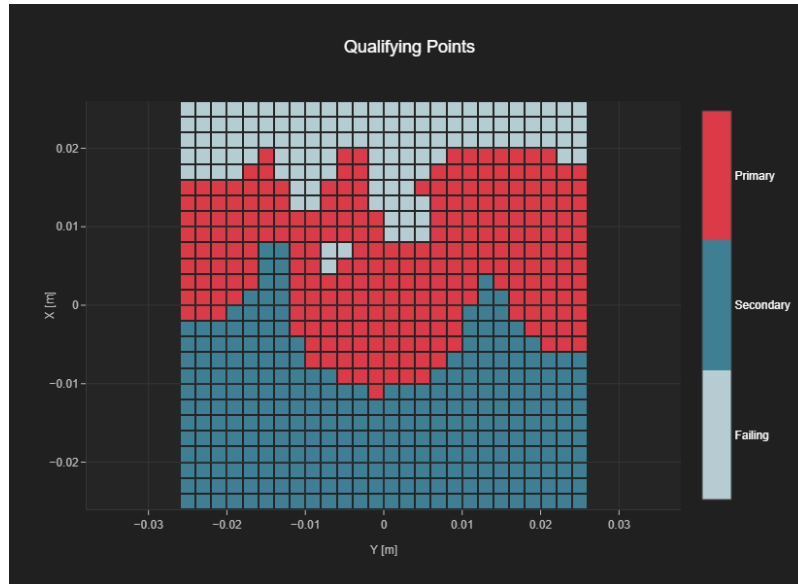 Qualifying Points
0.02
0.01
0
−0.01
−0.02
X [m]
−0.03
−0.02
−0.01
0
0.01
0.02
0.03
Y [m]
Primary
Secondary
Failing